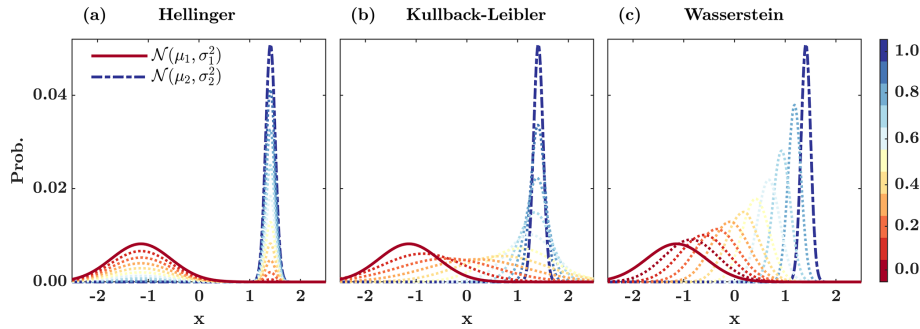 (a) Hellinger
(b) Kullback-Leibler
(c) Wasserstein
𝒩(μ₁, σ₁²)
𝒩(μ₂, σ₂²)
Prob.
0.04
0.02
0.00
-2 -1 0 1 2
-2 -1 0 1 2
-2 -1 0 1 2
x
x
x
1.0
0.8
0.6
0.4
0.2
0.0